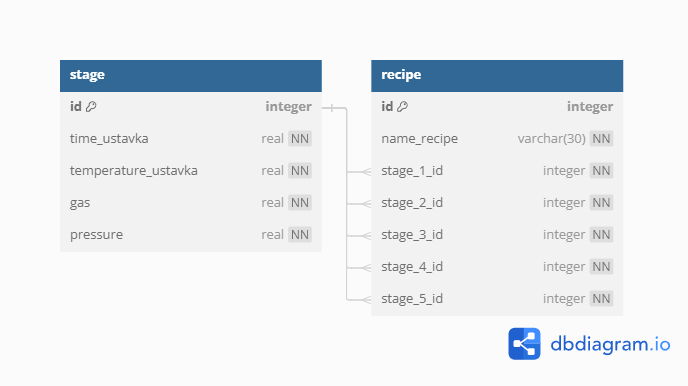 stage
id integer
time_ustavka real NN
temperature_ustavka real NN
gas real NN
pressure real NN
recipe
id integer
name_recipe varchar(30) NN
stage_1_id integer NN
stage_2_id integer NN
stage_3_id integer NN
stage_4_id integer NN
stage_5_id integer NN
dbdiagram.io